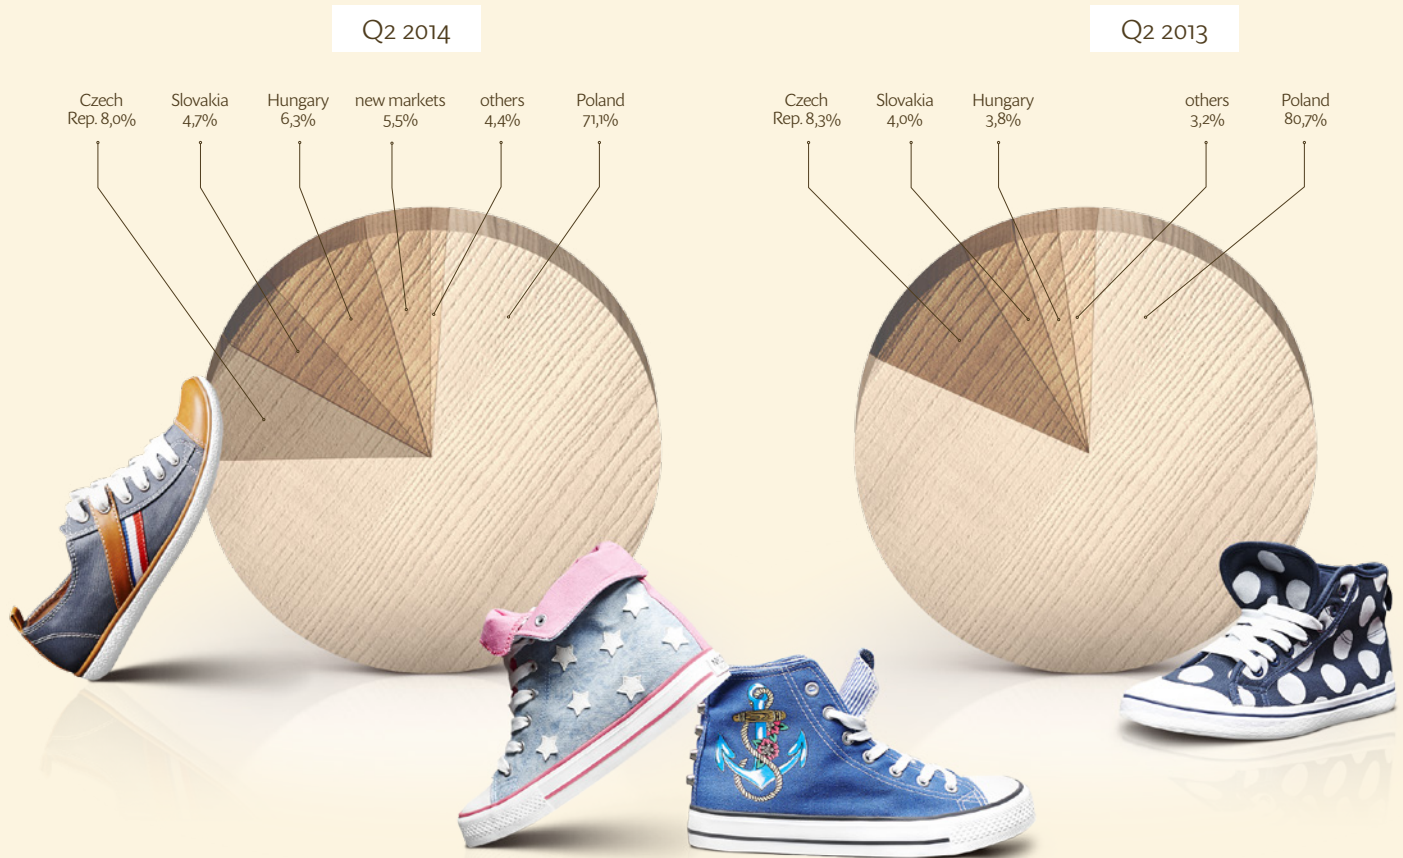 Q2 2014
Czech
Rep. 8,0%
Slovakia
4,7%
Hungary
6,3%
new markets
5,5%
others
4,4%
Poland
71,1%
Q2 2013
Czech
Rep. 8,3%
Slovakia
4,0%
Hungary
3,8%
others
3,2%
Poland
80,7%